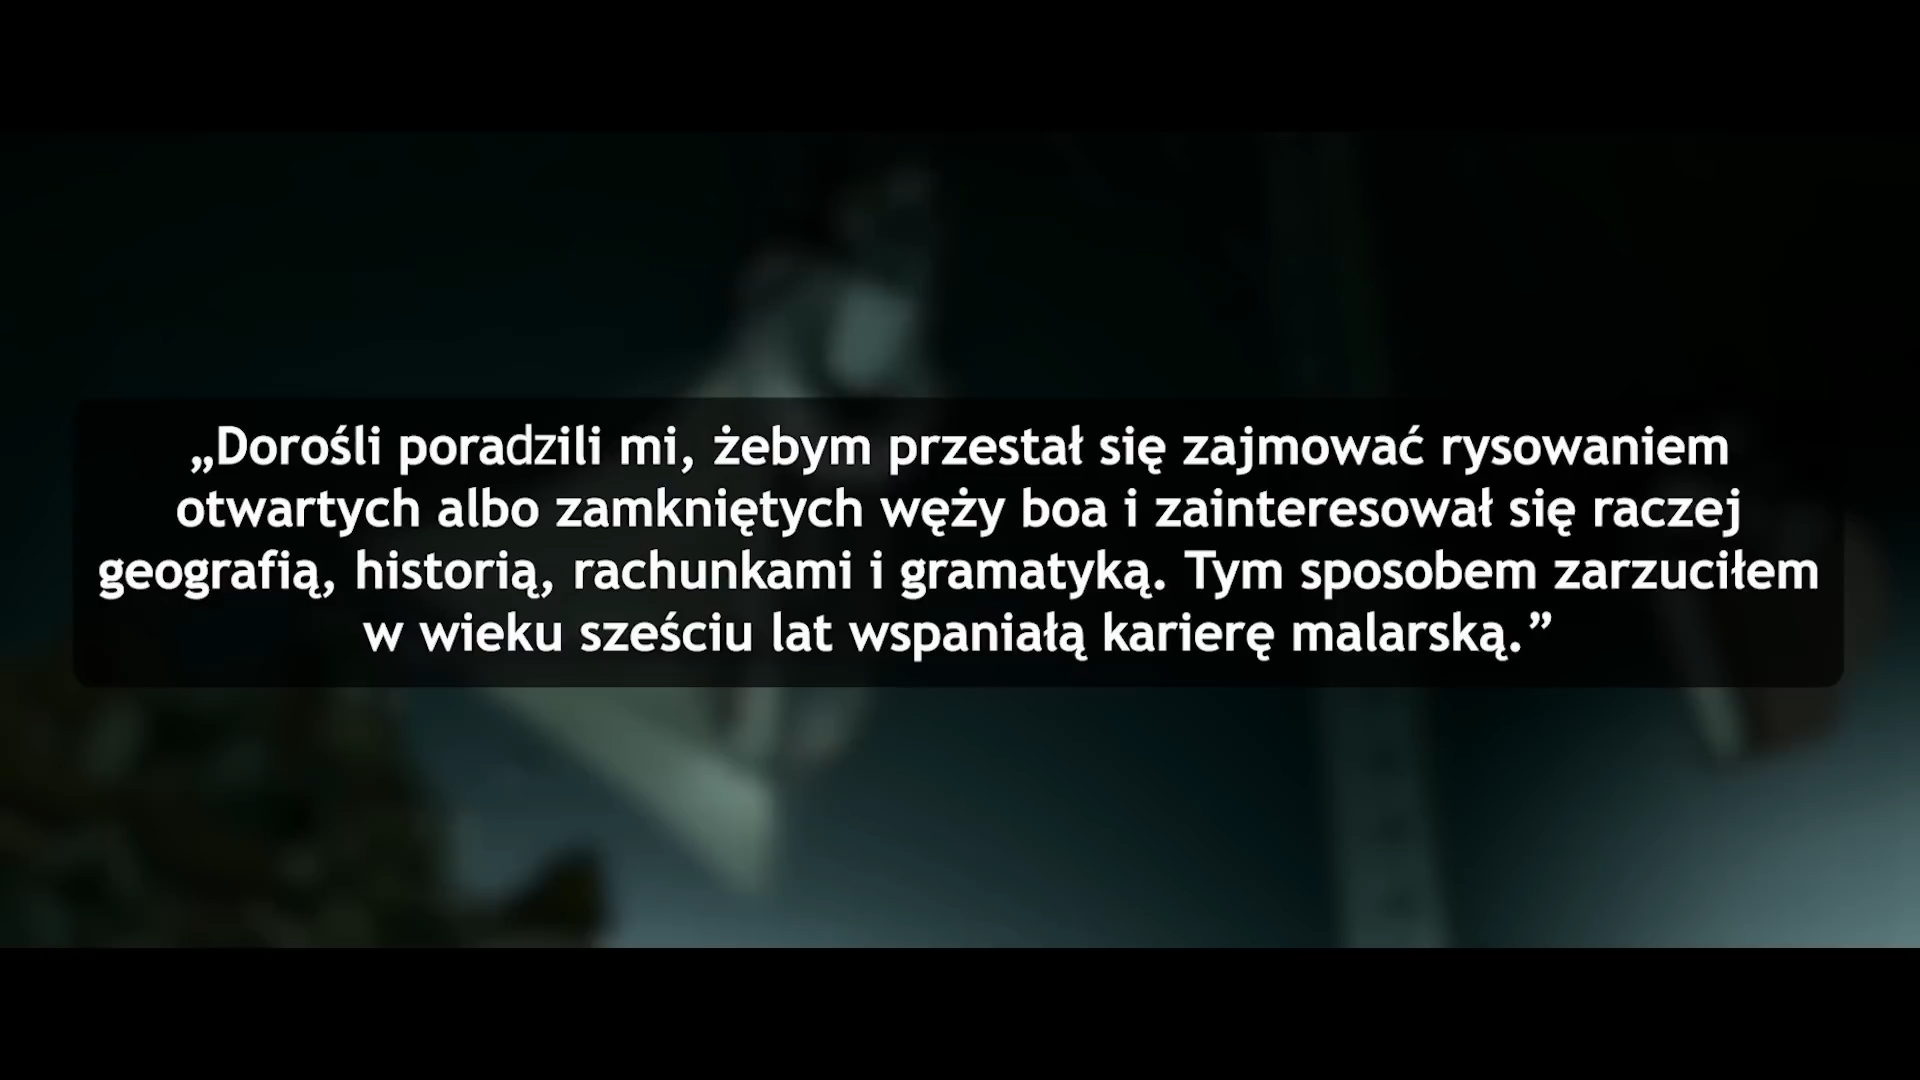 „Dorośli poradzili mi, żebym przestał się zajmować rysowaniem
otwartych albo zamkniętych węży boa i zainteresował się raczej
geografią, historią, rachunkami i gramatyką. Tym sposobem zarzuciłem
w wieku sześciu lat wspaniałą karierę malarską.”